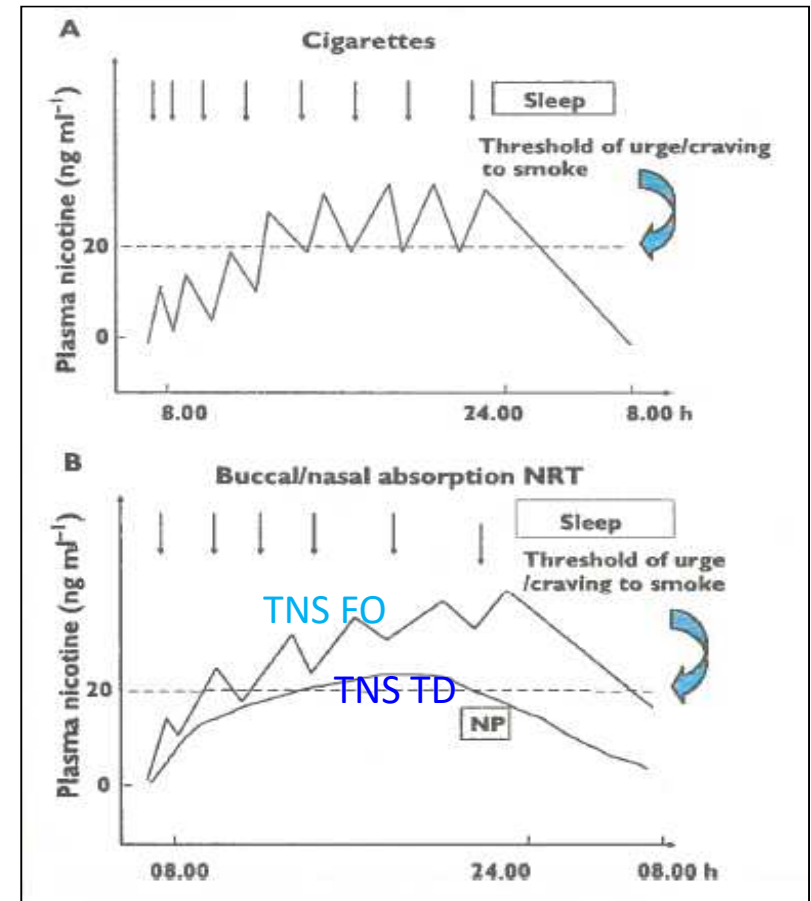 A
Cigarettes
Sleep
Threshold of urge/craving
to smoke
Plasma nicotine (ng ml⁻¹)
20
0
8.00 24.00 8.00 h
B
Buccal/nasal absorption NRT
Sleep
Threshold of urge
/craving to smoke
Plasma nicotine (ng ml⁻¹)
TNS FO
20
TNS TD
NP
0
08.00 24.00 08.00 h